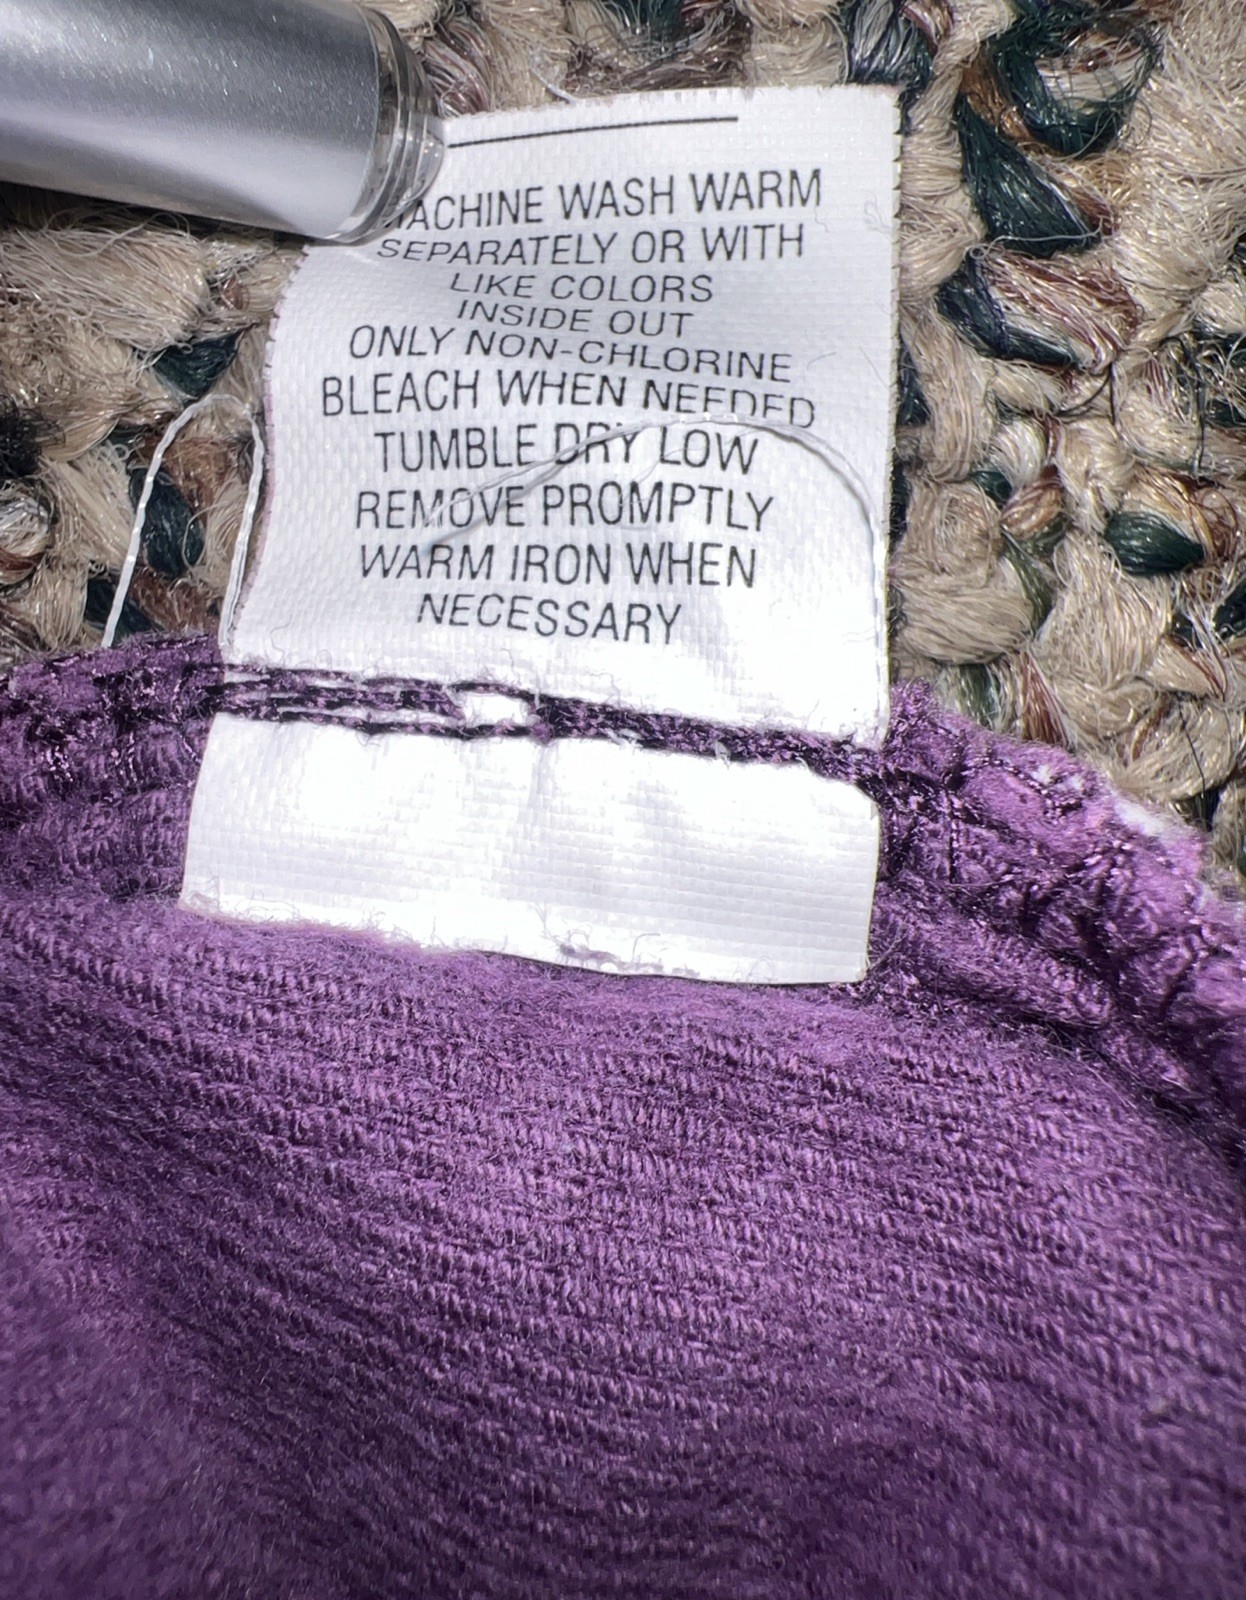 MACHINE WASH WARM
SEPARATELY OR WITH
LIKE COLORS
INSIDE OUT
ONLY NON-CHLORINE
BLEACH WHEN NEEDED
TUMBLE DRY LOW
REMOVE PROMPTLY
WARM IRON WHEN
NECESSARY